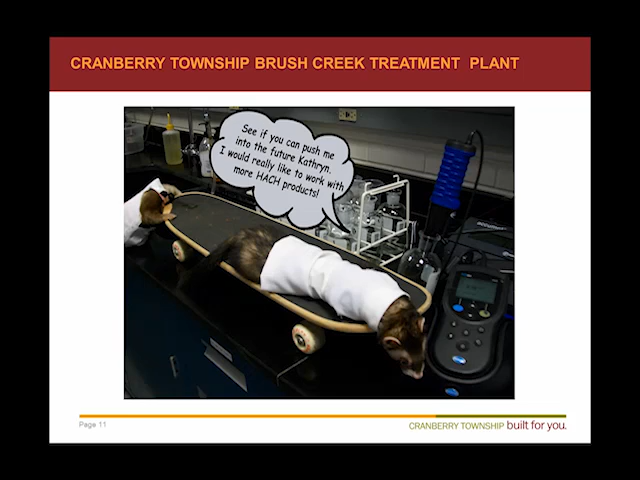 CRANBERRY TOWNSHIP BRUSH CREEK TREATMENT PLANT
See if you can push me
into the future Kathryn.
I would really like to work with
more HACH products!
Page 11
CRANBERRY TOWNSHIP built for you.